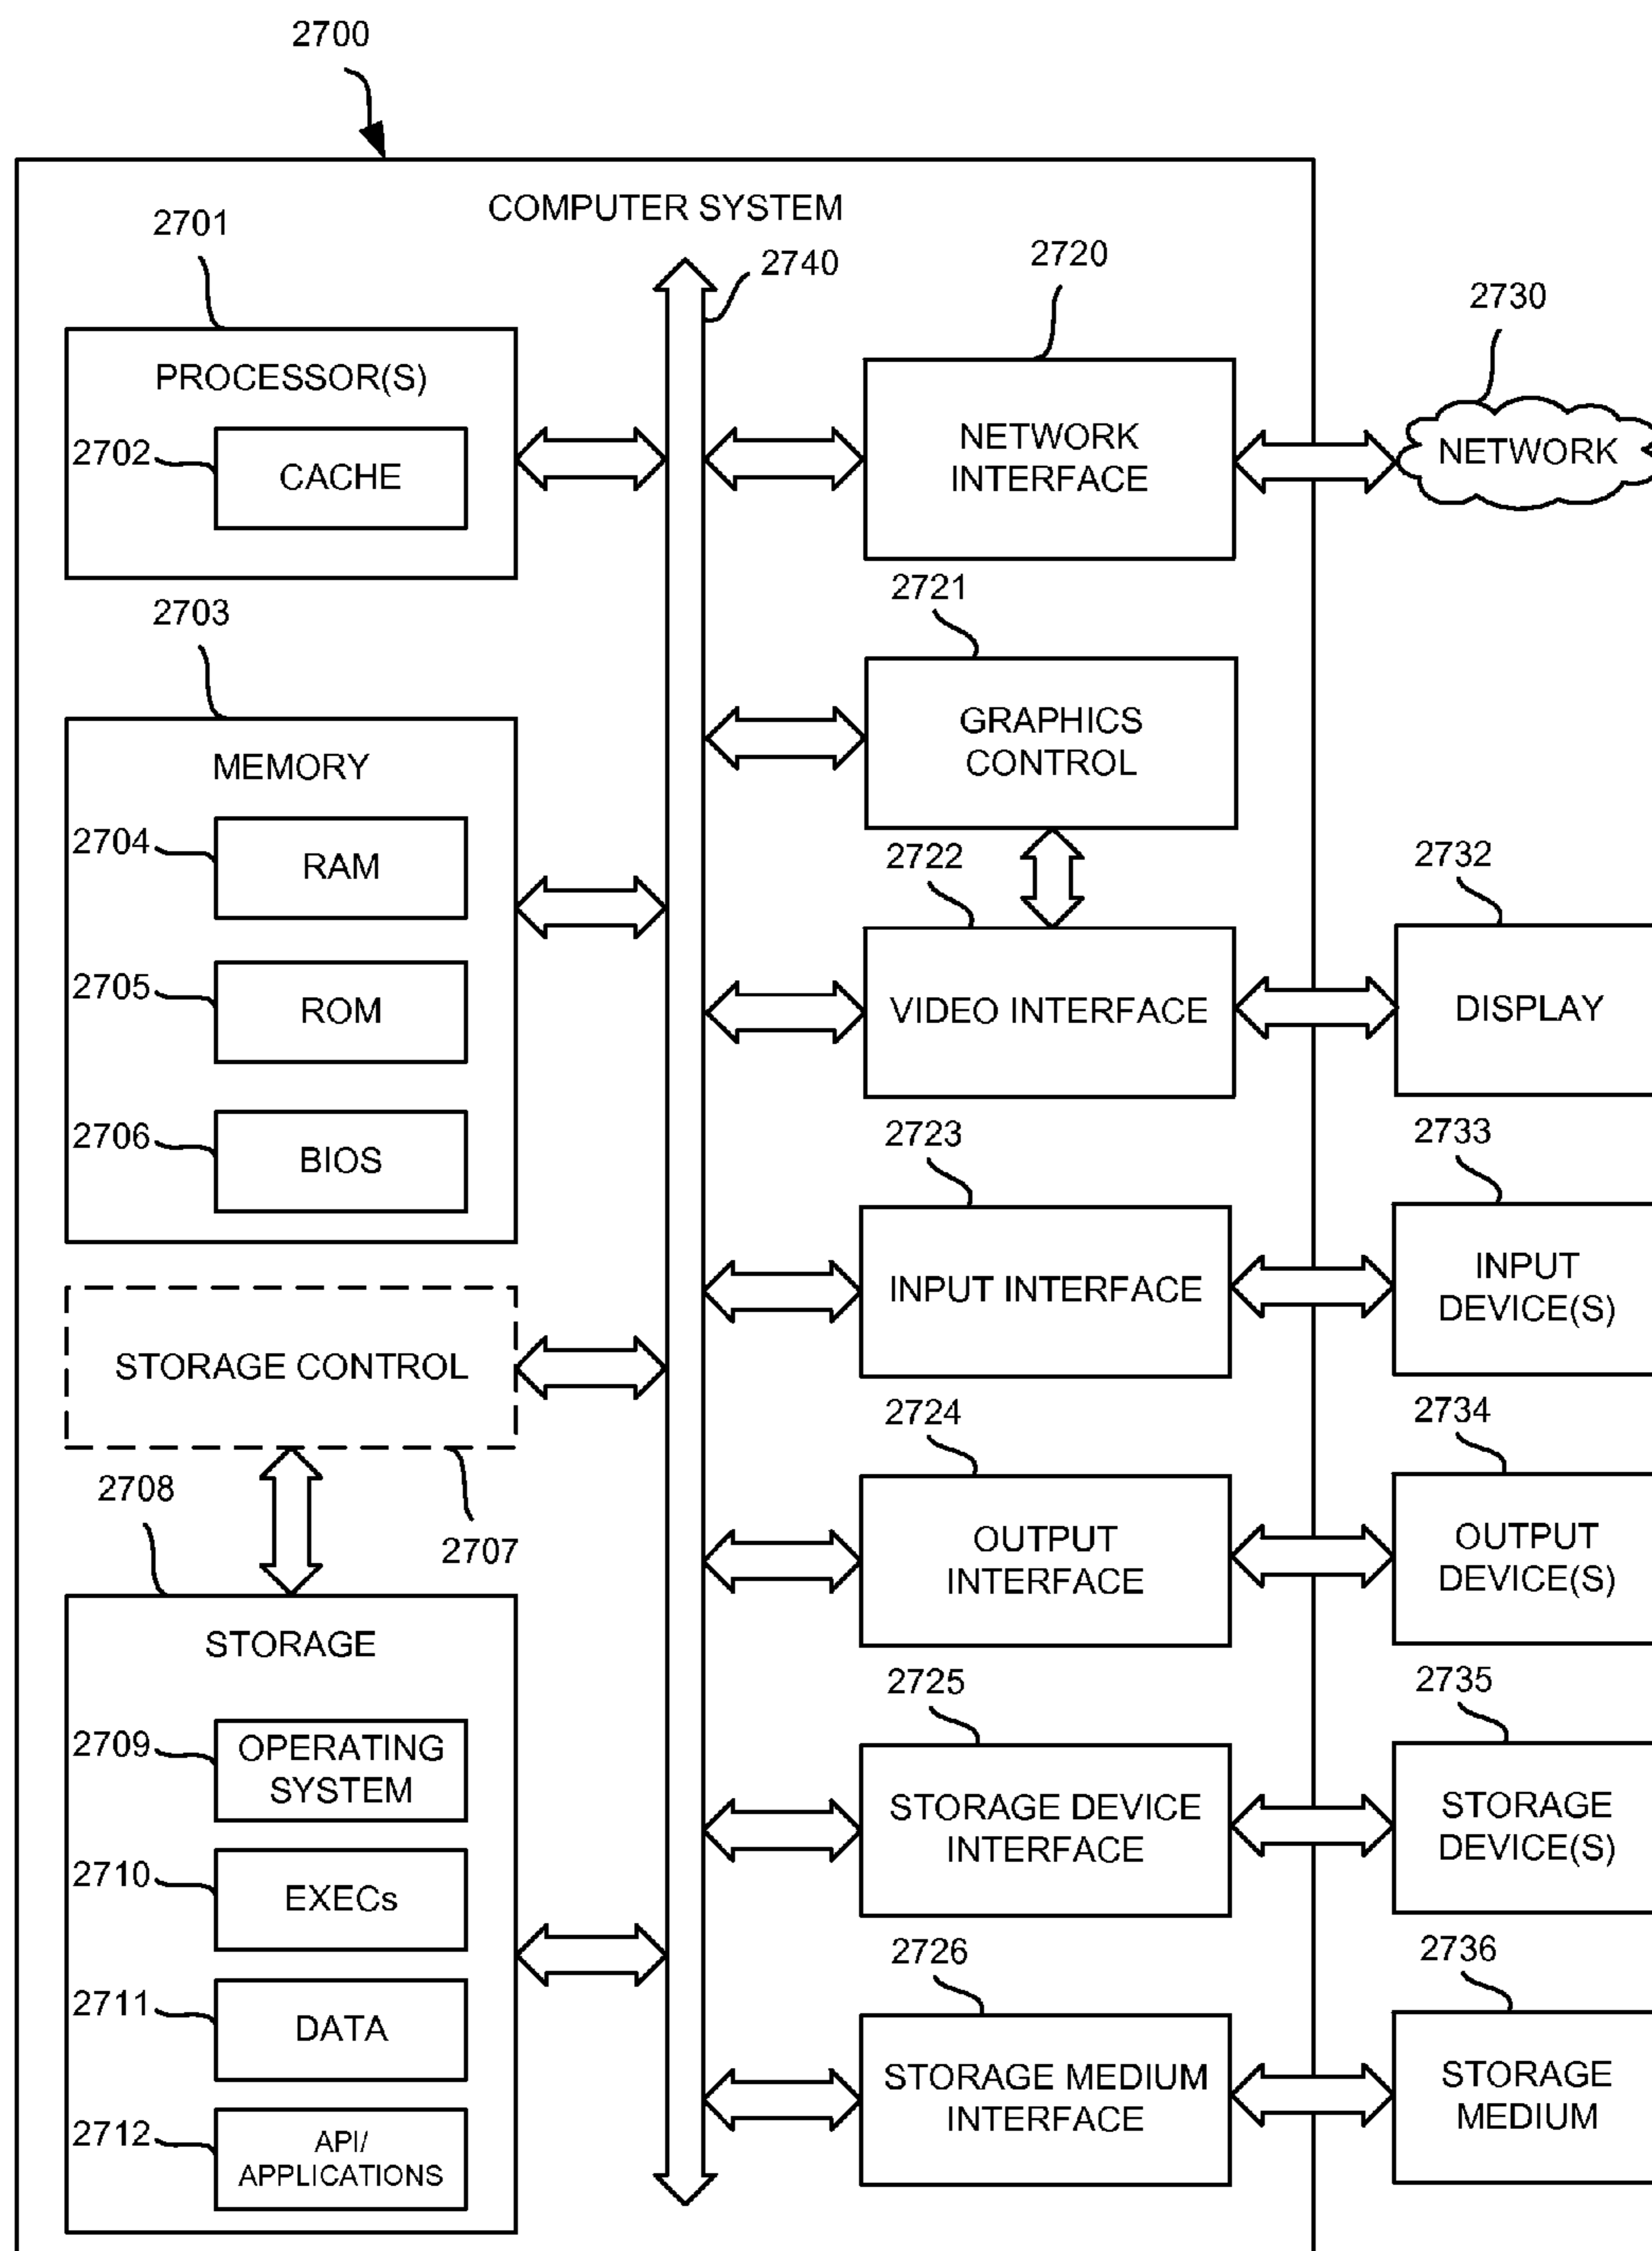 2700
COMPUTER SYSTEM
2701
2740
2720
2730
PROCESSOR(S)
2702
CACHE
NETWORK
INTERFACE
NETWORK
2703
2721
MEMORY
GRAPHICS
CONTROL
2704
RAM
2722
2732
2705
ROM
VIDEO INTERFACE
DISPLAY
2706
BIOS
2723
2733
INPUT INTERFACE
INPUT
DEVICE(S)
STORAGE CONTROL
2707
2724
2734
2708
OUTPUT
INTERFACE
OUTPUT
DEVICE(S)
STORAGE
2725
2735
2709
OPERATING
SYSTEM
STORAGE DEVICE
INTERFACE
STORAGE
DEVICE(S)
2710
EXECs
2726
2736
2711
DATA
STORAGE MEDIUM
INTERFACE
STORAGE
MEDIUM
2712
API/
APPLICATIONS